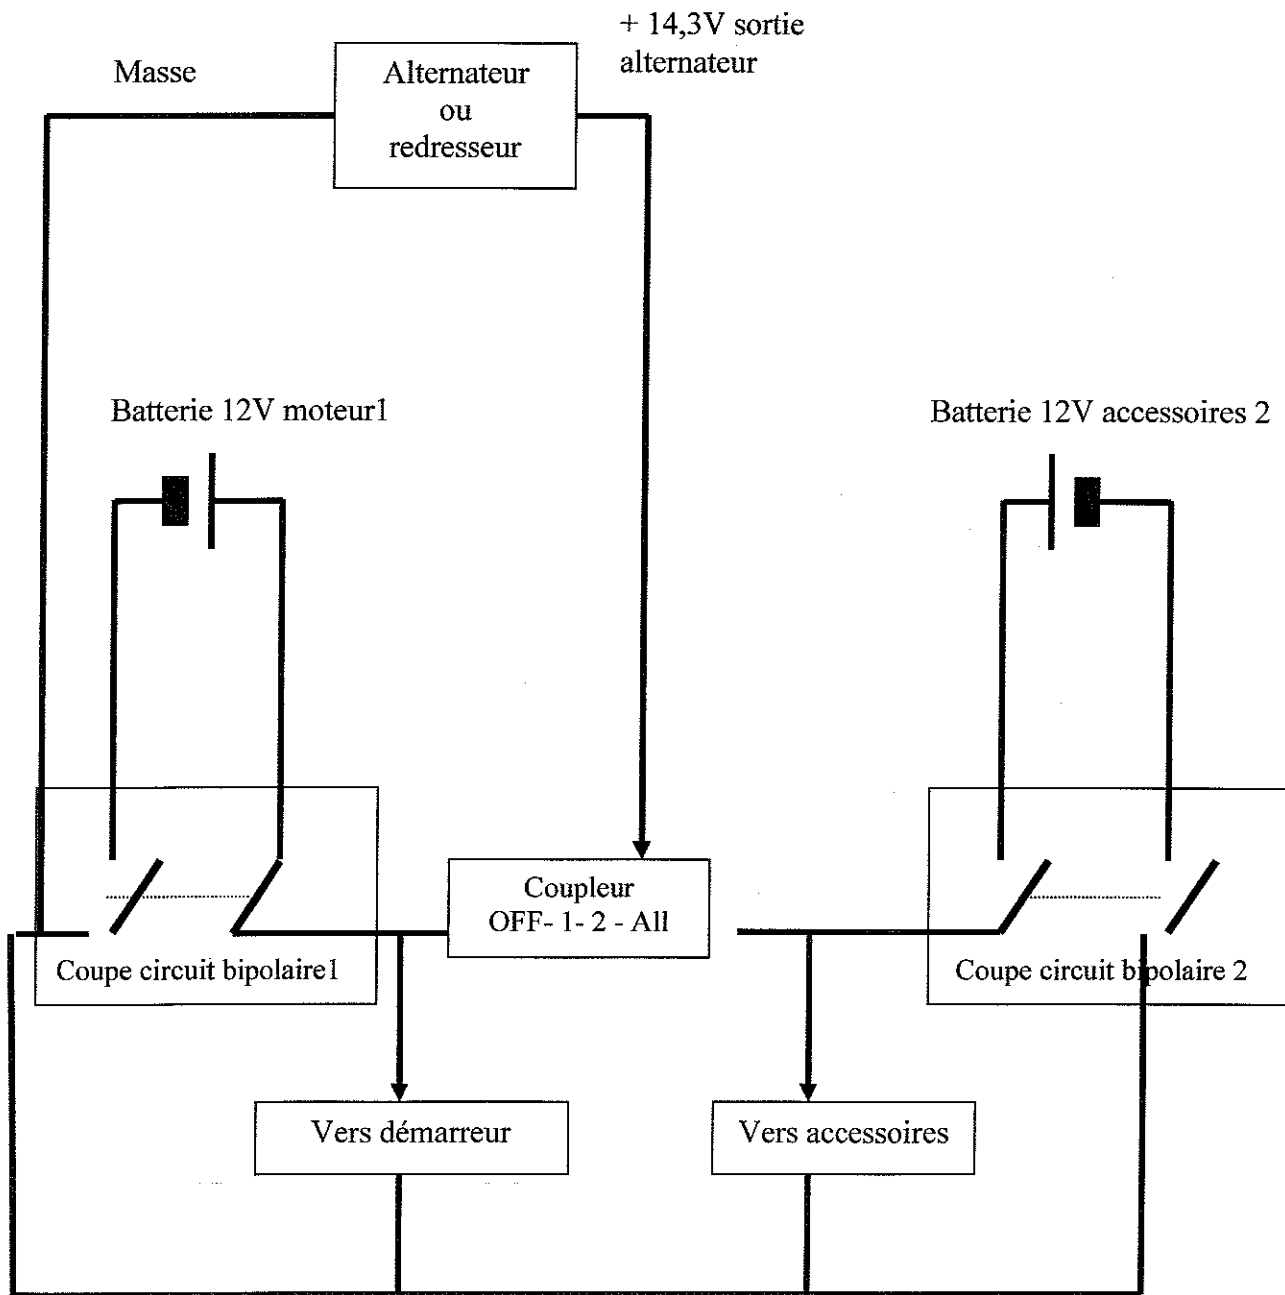 + 14,3V sortie
alternateur
Masse
Alternateur
ou
redresseur
Batterie 12V moteur1
Batterie 12V accessoires 2
Coupleur
OFF- 1- 2 - All
Coupe circuit bipolaire1
Coupe circuit bipolaire 2
Vers démarreur
Vers accessoires